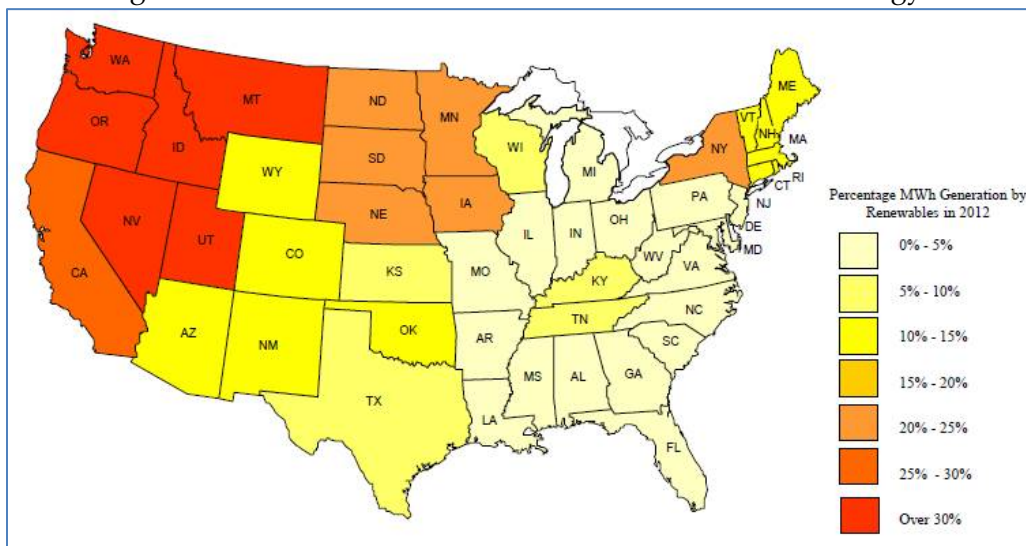 WA
MT
ND
MN
ME
OR
ID
SD
WI
VT
NH
MA
NY
WY
MI
RI
CT
NE
IA
PA
NJ
NV
UT
CO
IL
IN
OH
DE
MD
CA
KS
MO
WV
VA
KY
AZ
NM
OK
TN
NC
AR
SC
MS
AL
GA
TX
LA
FL
Percentage MWh Generation by
Renewables in 2012
0% - 5%
5% - 10%
10% - 15%
15% - 20%
20% - 25%
25% - 30%
Over 30%